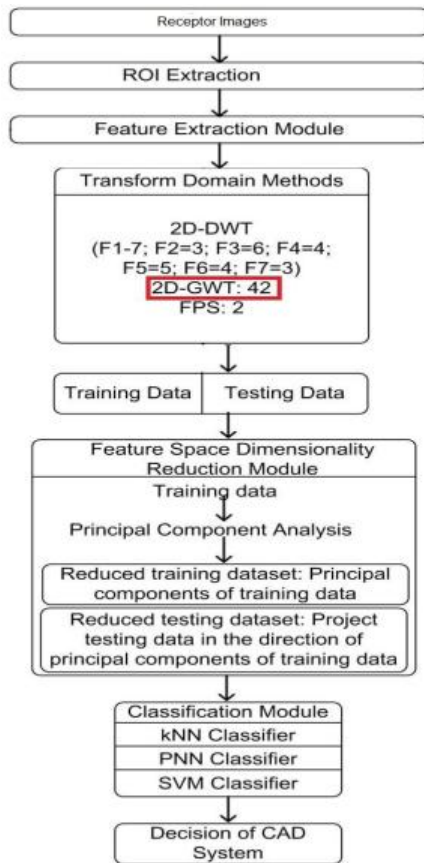 Receptor Images
ROI Extraction
Feature Extraction Module
Transform Domain Methods
2D-DWT
(F1-7; F2=3; F3=6; F4=4;
F5=5; F6=4; F7=3)
2D-GWT: 42
FPS: 2
Training Data Testing Data
Feature Space Dimensionality
Reduction Module
Training data
Principal Component Analysis
Reduced training dataset: Principal
components of training data
Reduced testing dataset: Project
testing data in the direction of
principal components of training data
Classification Module
kNN Classifier
PNN Classifier
SVM Classifier
Decision of CAD
System